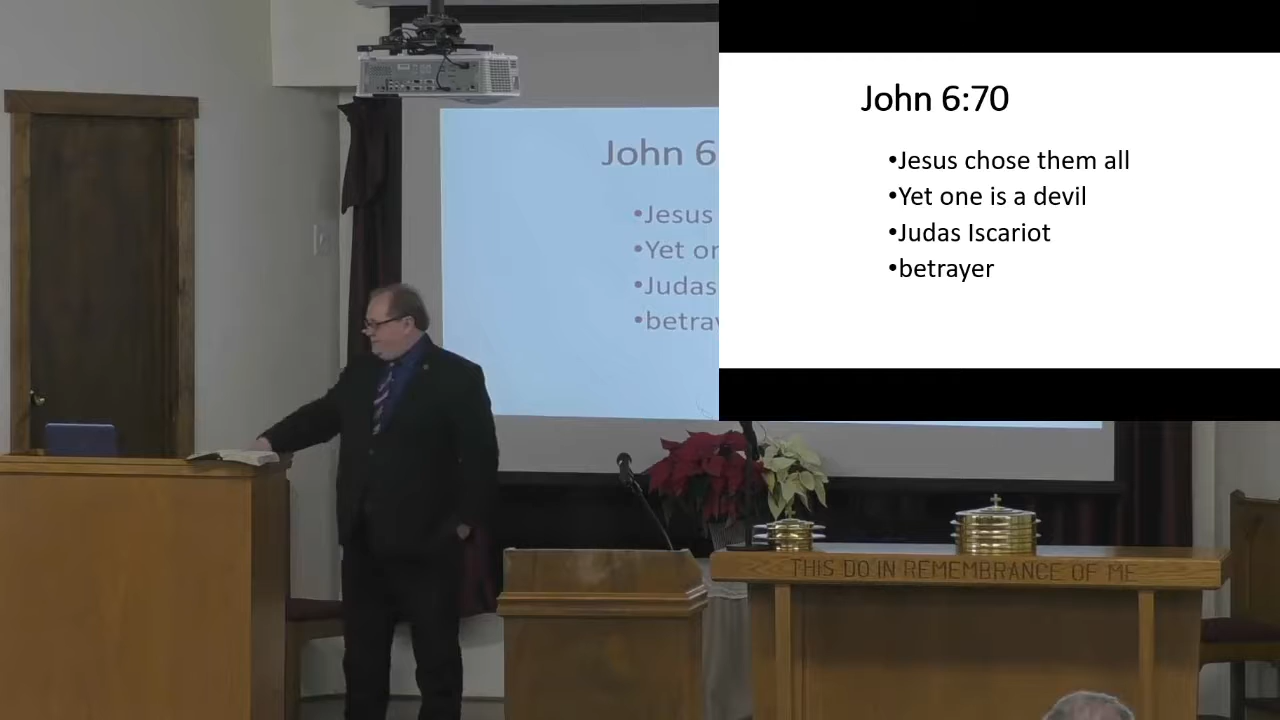 John 6:70
•Jesus chose them all
•Yet one is a devil
•Judas Iscariot
•betrayer
John 6
•Jesus
•Yet or
•Judas
•betra
THIS DO IN REMEMBRANCE OF ME